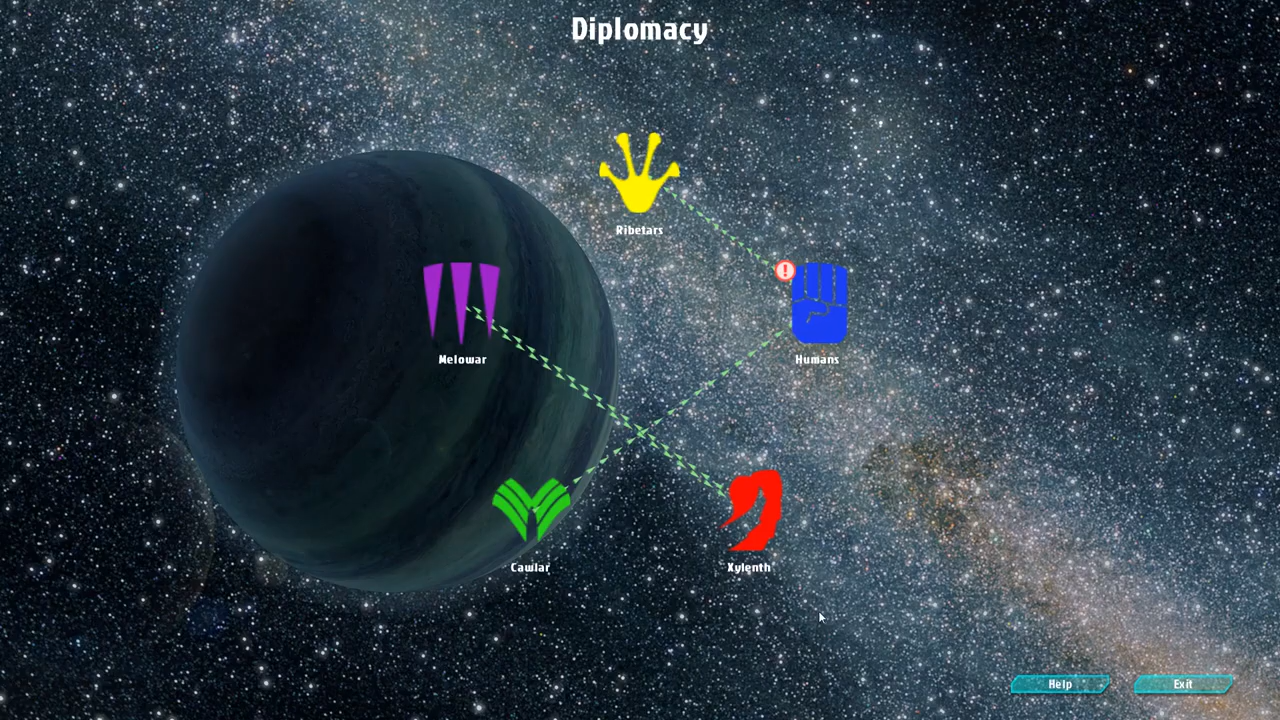 Diplomacy
Ribetars
!
Melowar
Humans
Cawlar
Xylenth
Help
Exit